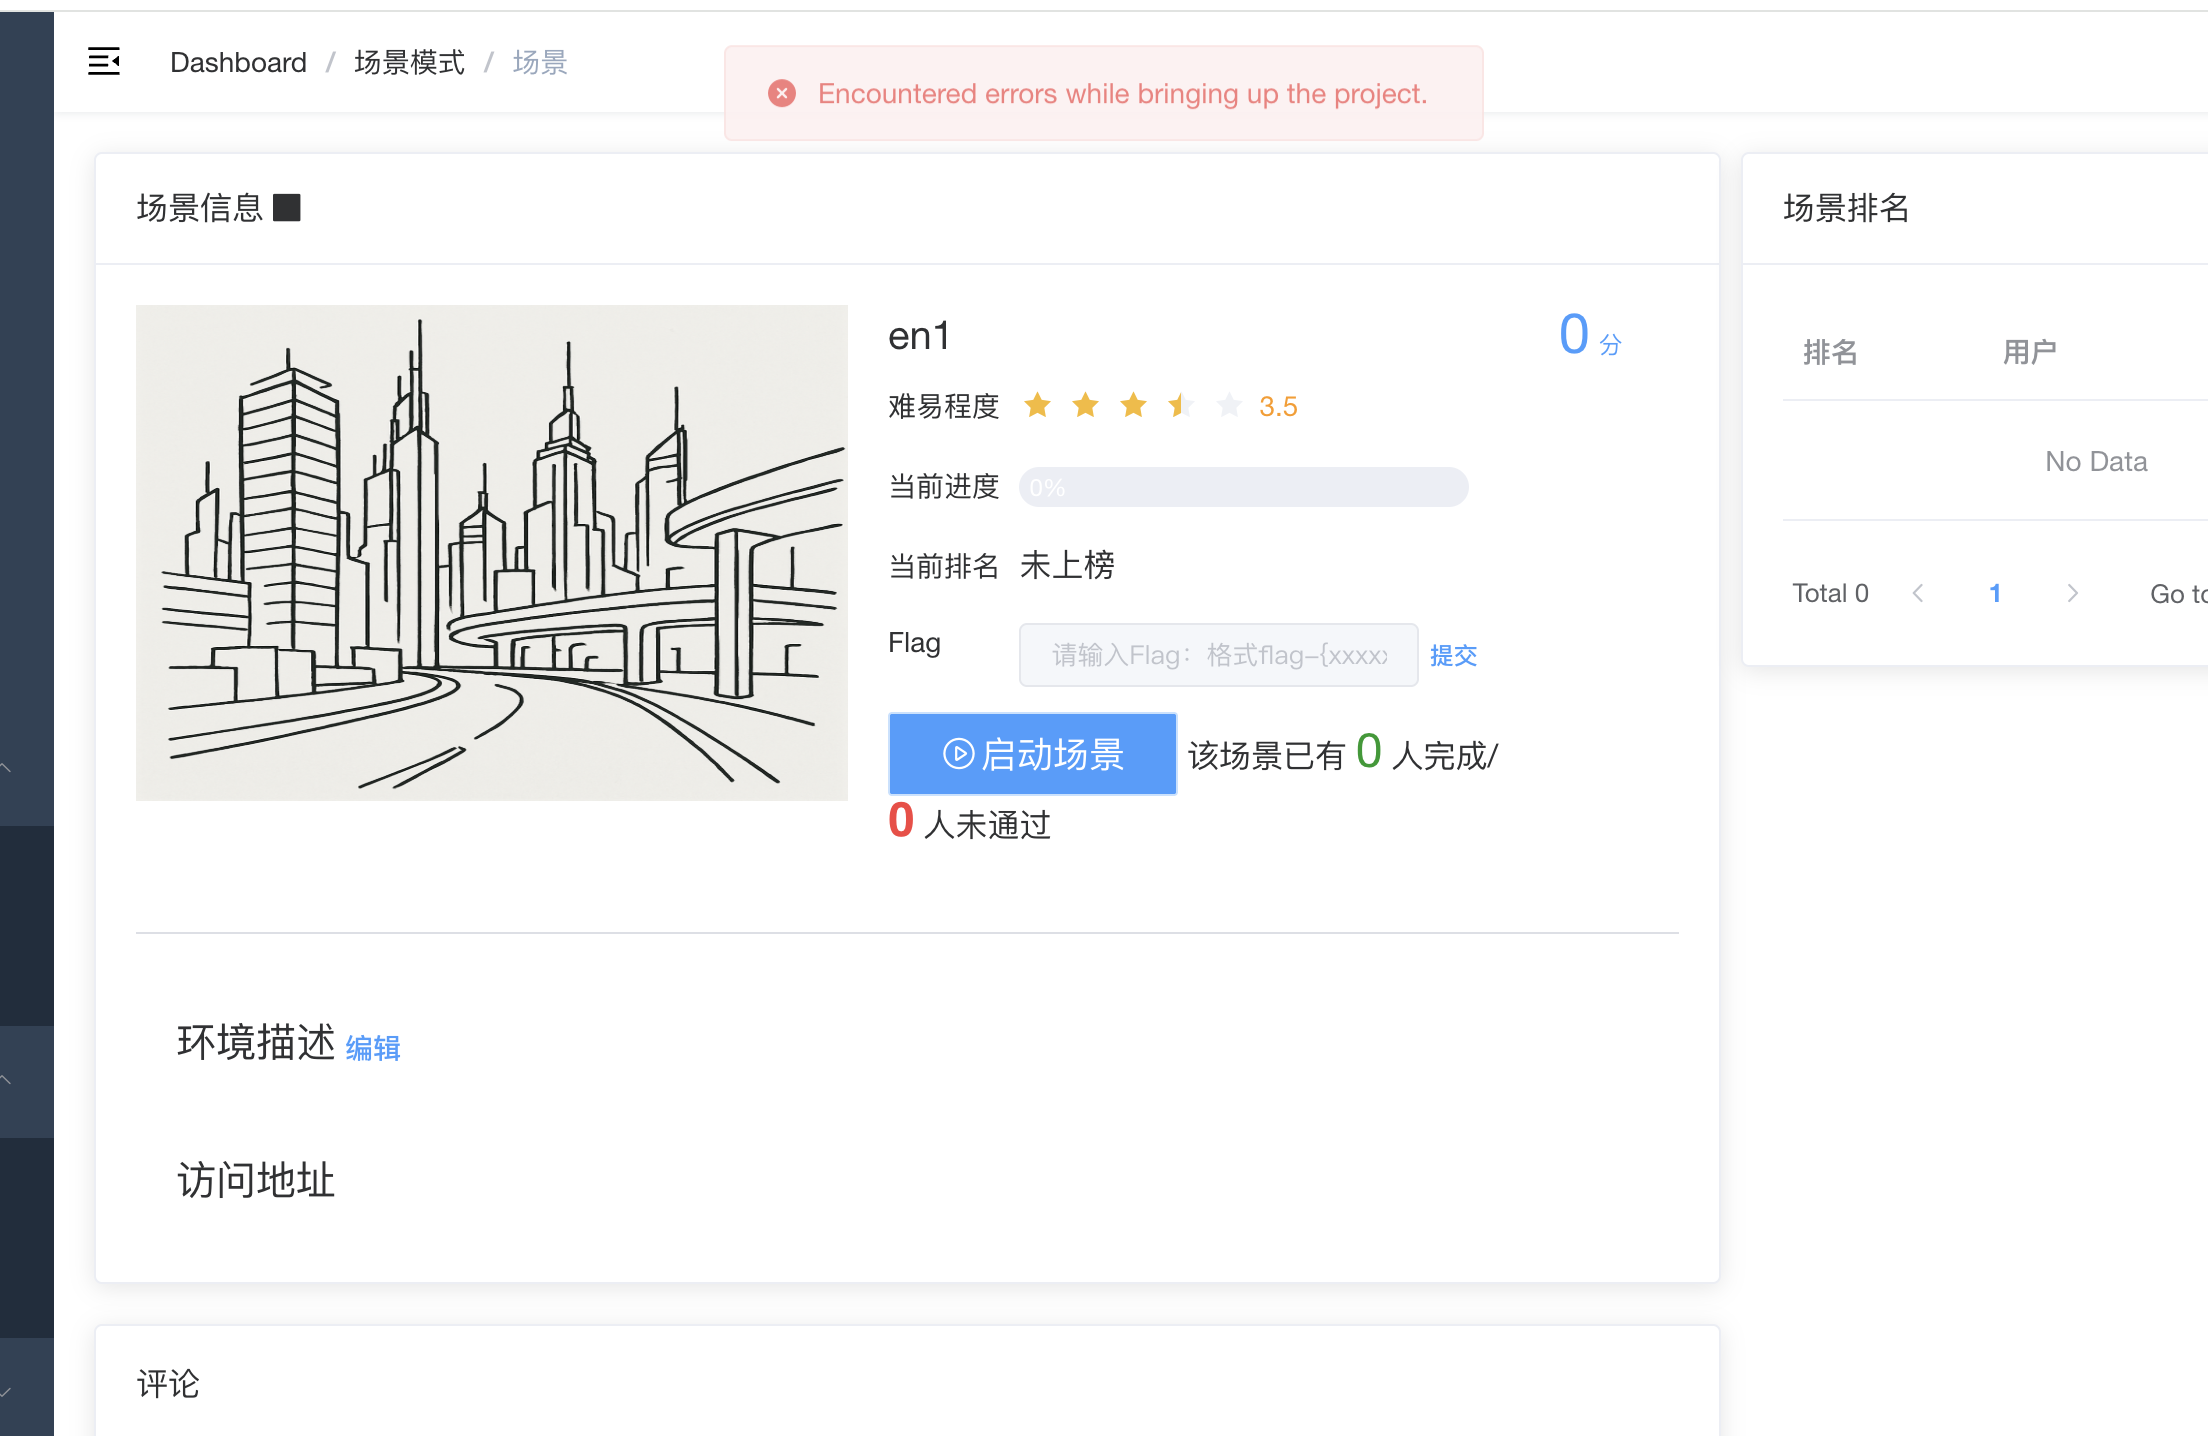 Dashboard / 场景模式 / 场景
Encountered errors while bringing up the project.
场景信息
en1
0 分
难易程度 3.5
当前进度 0%
当前排名 未上榜
Flag 请输入Flag：格式flag-{xxxx 提交
启动场景 该场景已有 0 人完成/
0 人未通过
环境描述 编辑
访问地址
评论
场景排名
排名 用户
No Data
Total 0 1 Go to